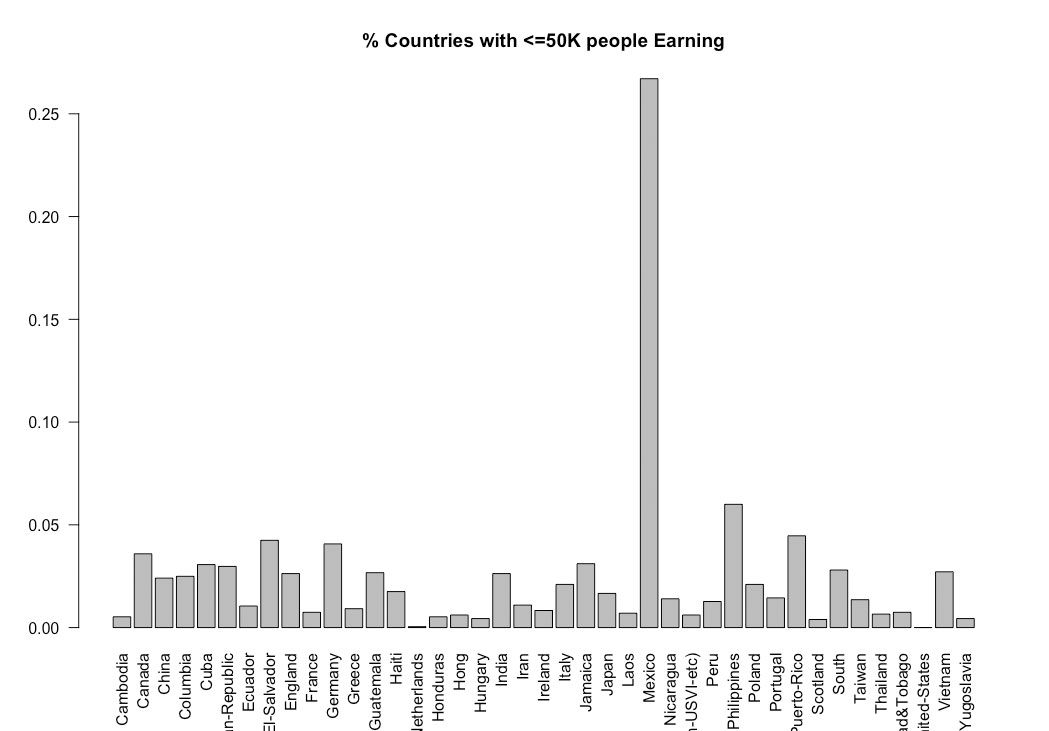 % Countries with <=50K people Earning
0.25
0.20
0.15
0.10
0.05
0.00
Cambodia
Canada
China
Columbia
Cuba
n-Republic
Ecuador
El-Salvador
England
France
Germany
Greece
Guatemala
Haiti
Netherlands
Honduras
Hong
Hungary
India
Iran
Ireland
Italy
Jamaica
Japan
Laos
Mexico
Nicaragua
-USVI-etc)
Peru
Philippines
Poland
Portugal
Puerto-Rico
Scotland
South
Taiwan
Thailand
ad&Tobago
ited-States
Vietnam
Yugoslavia